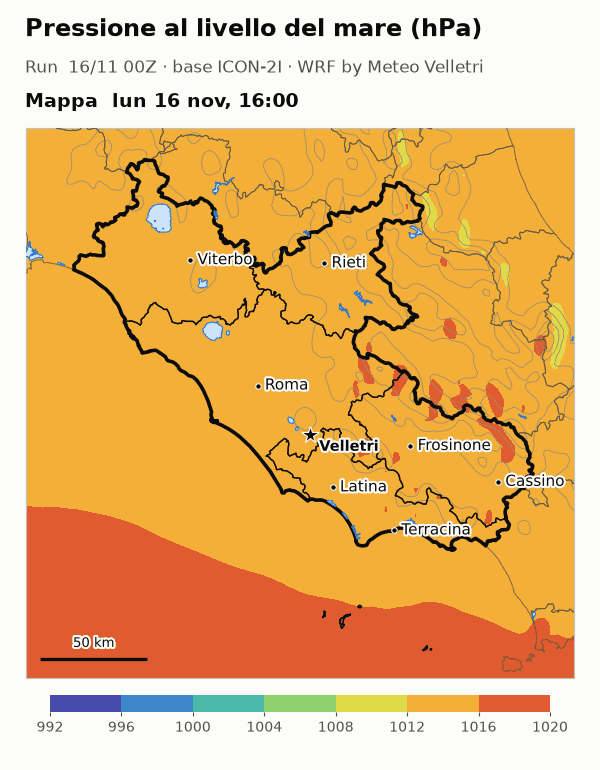 Pressione al livello del mare (hPa)
Run  16/11 00Z · base ICON-2I · WRF by Meteo Velletri
Mappa  lun 16 nov, 16:00
Viterbo
Rieti
Roma
Velletri
Frosinone
Latina
Cassino
Terracina
50 km
992 996 1000 1004 1008 1012 1016 1020